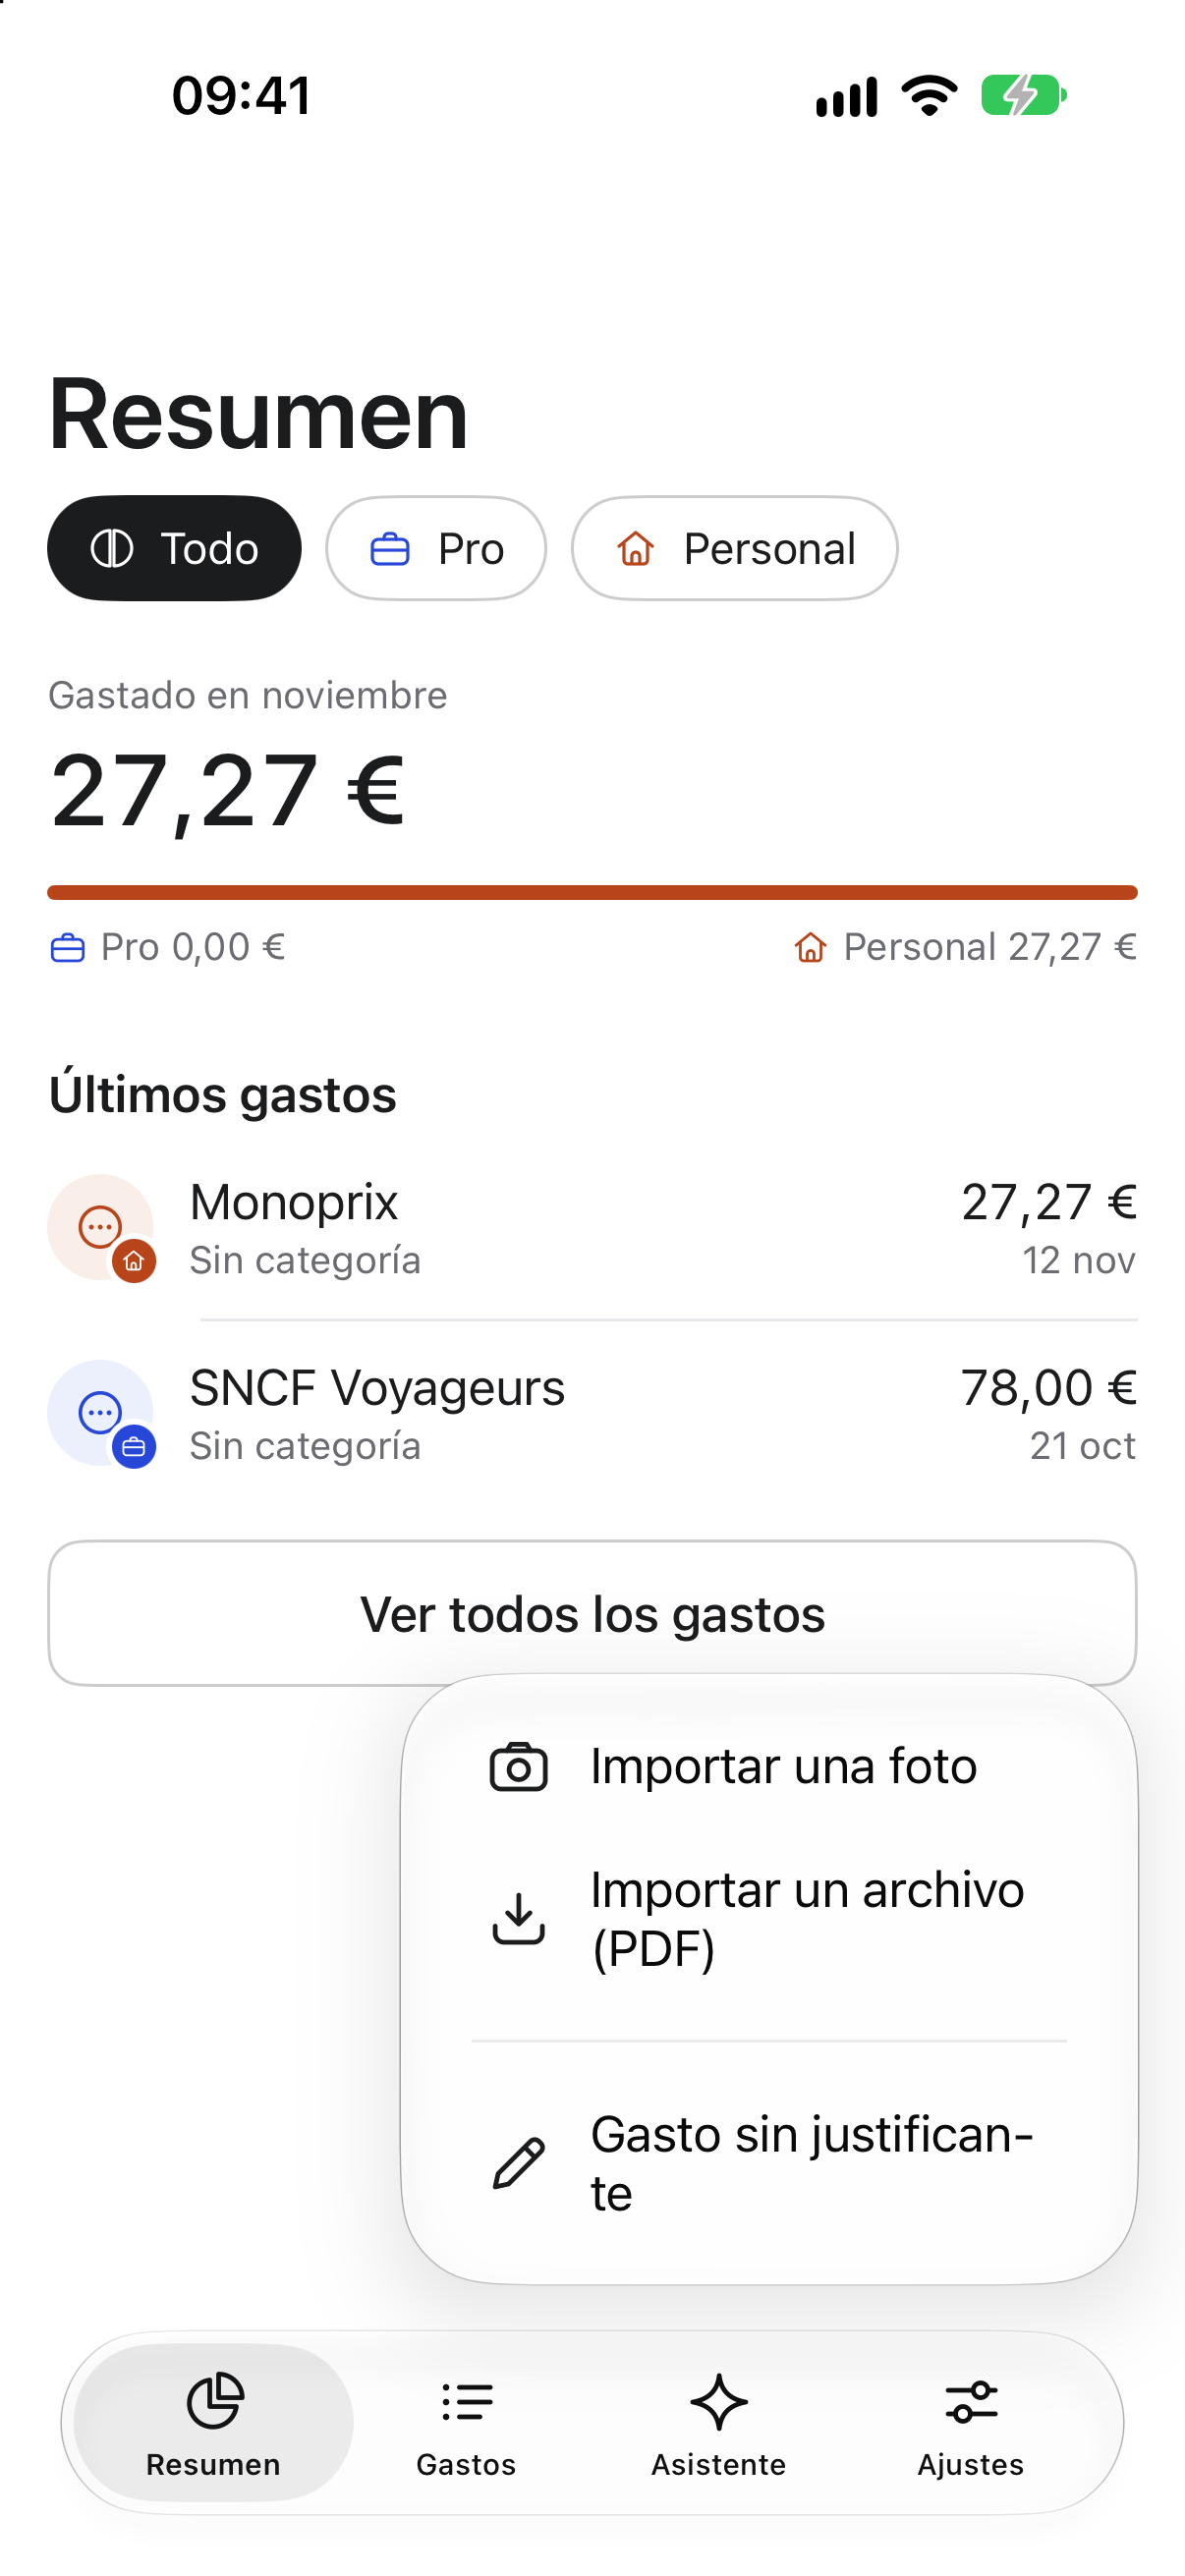 09:41
Resumen
Todo
Pro
Personal
Gastado en noviembre
27,27 €
Pro 0,00 €
Personal 27,27 €
Últimos gastos
Monoprix
27,27 €
Sin categoría
12 nov
SNCF Voyageurs
78,00 €
Sin categoría
21 oct
Ver todos los gastos
Importar una foto
Importar un archivo
(PDF)
Gasto sin justifican-
te
Resumen
Gastos
Asistente
Ajustes